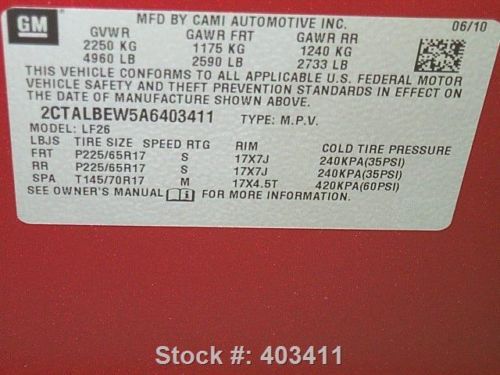 GM
MFD BY CAMI AUTOMOTIVE INC.
06/10
GVWR GAWR FRT GAWR RR
2250 KG 1175 KG 1240 KG
4960 LB 2590 LB 2733 LB
THIS VEHICLE CONFORMS TO ALL APPLICABLE U.S. FEDERAL MOTOR
VEHICLE SAFETY AND THEFT PREVENTION STANDARDS IN EFFECT ON
THE DATE OF MANUFACTURE SHOWN ABOVE.
2CTALBEW5A6403411 TYPE: M.P.V.
MODEL: LF26
LBJS TIRE SIZE SPEED RTG RIM COLD TIRE PRESSURE
FRT P225/65R17 S 17X7J 240KPA(35PSI)
RR P225/65R17 S 17X7J 240KPA(35PSI)
SPA T145/70R17 M 17X4.5T 420KPA(60PSI)
SEE OWNER'S MANUAL FOR MORE INFORMATION
Stock #: 403411